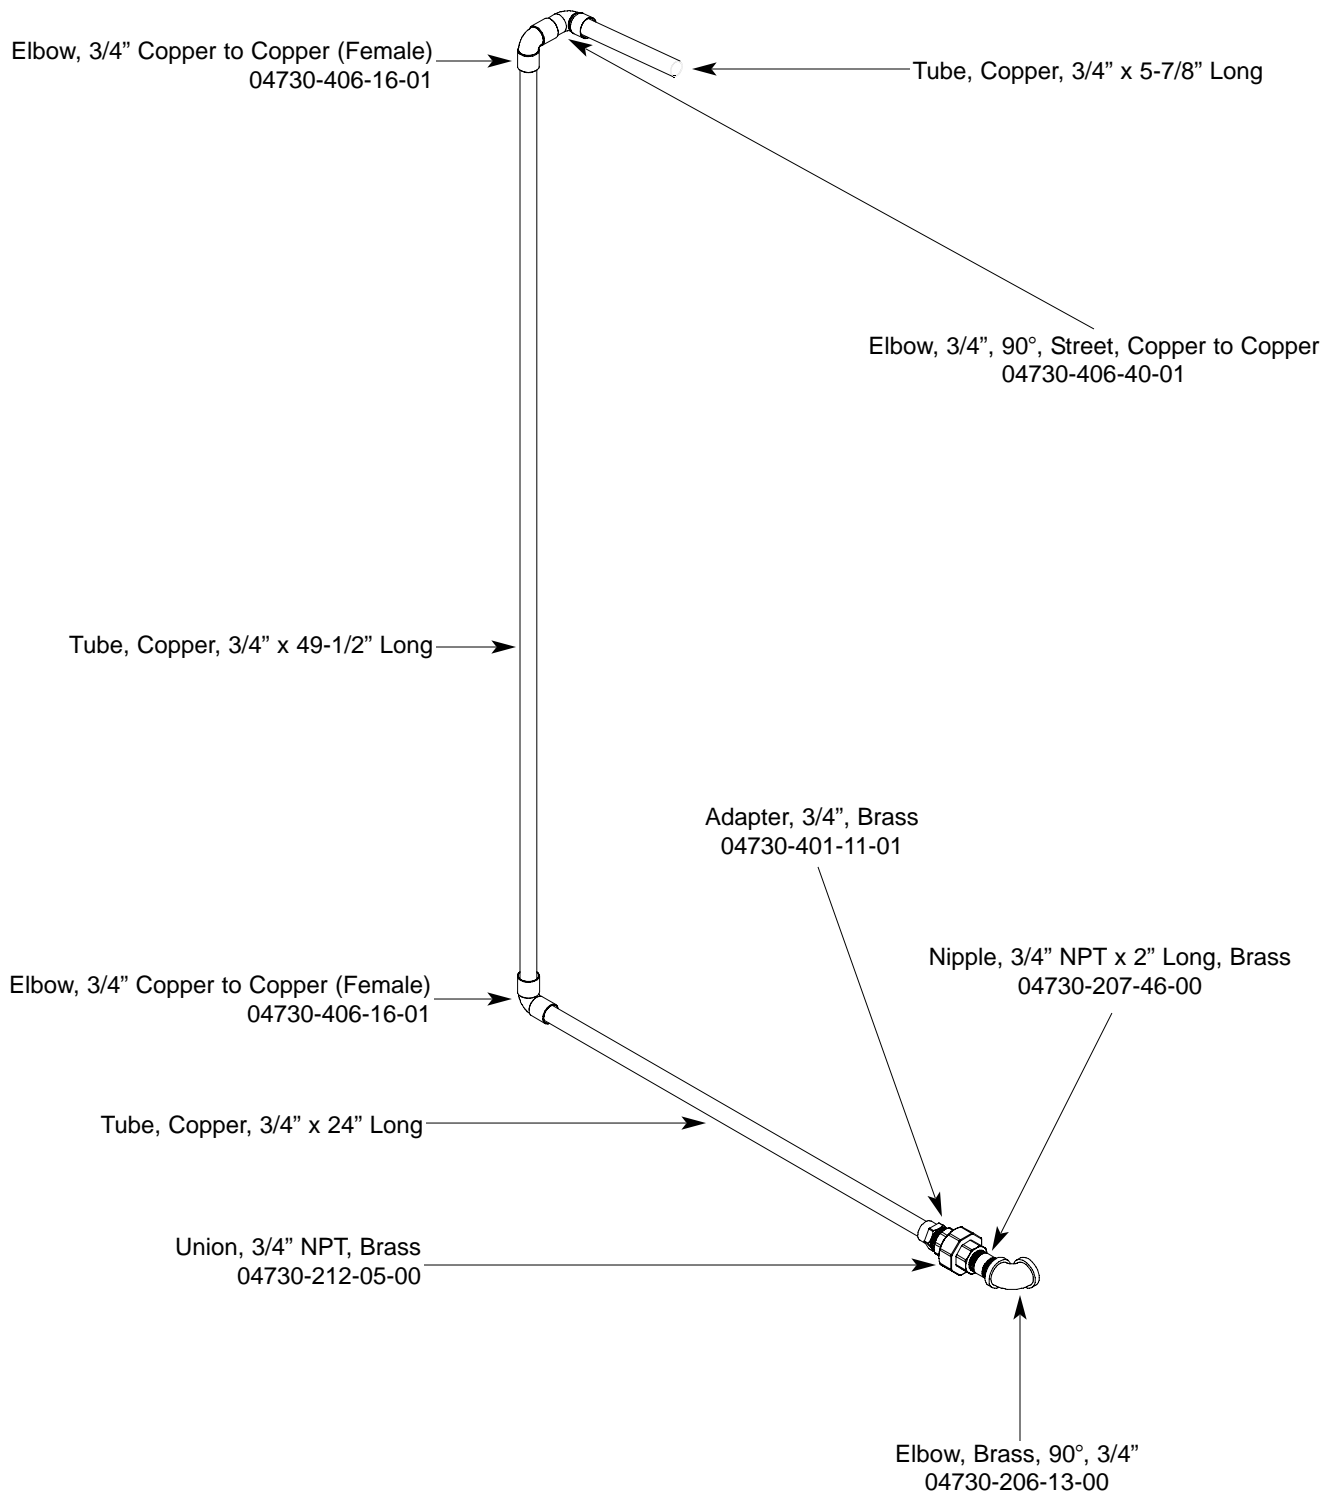 Elbow, 3/4” Copper to Copper (Female)
04730-406-16-01
Tube, Copper, 3/4” x 5-7/8” Long
Elbow, 3/4”, 90°, Street, Copper to Copper
04730-406-40-01
Tube, Copper, 3/4” x 49-1/2” Long
Adapter, 3/4”, Brass
04730-401-11-01
Nipple, 3/4” NPT x 2” Long, Brass
04730-207-46-00
Elbow, 3/4” Copper to Copper (Female)
04730-406-16-01
Tube, Copper, 3/4” x 24” Long
Union, 3/4” NPT, Brass
04730-212-05-00
Elbow, Brass, 90°, 3/4”
04730-206-13-00